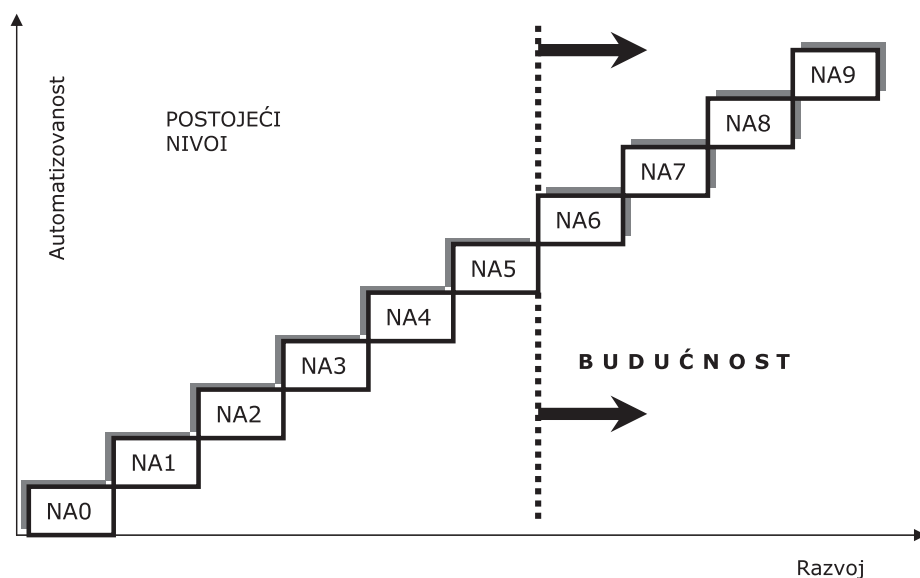 Automatizovanost
POSTOJEĆI
NIVOI
NA9
NA8
NA7
NA6
NA5
NA4
NA3
NA2
NA1
NA0
BUDUĆNOST
Razvoj